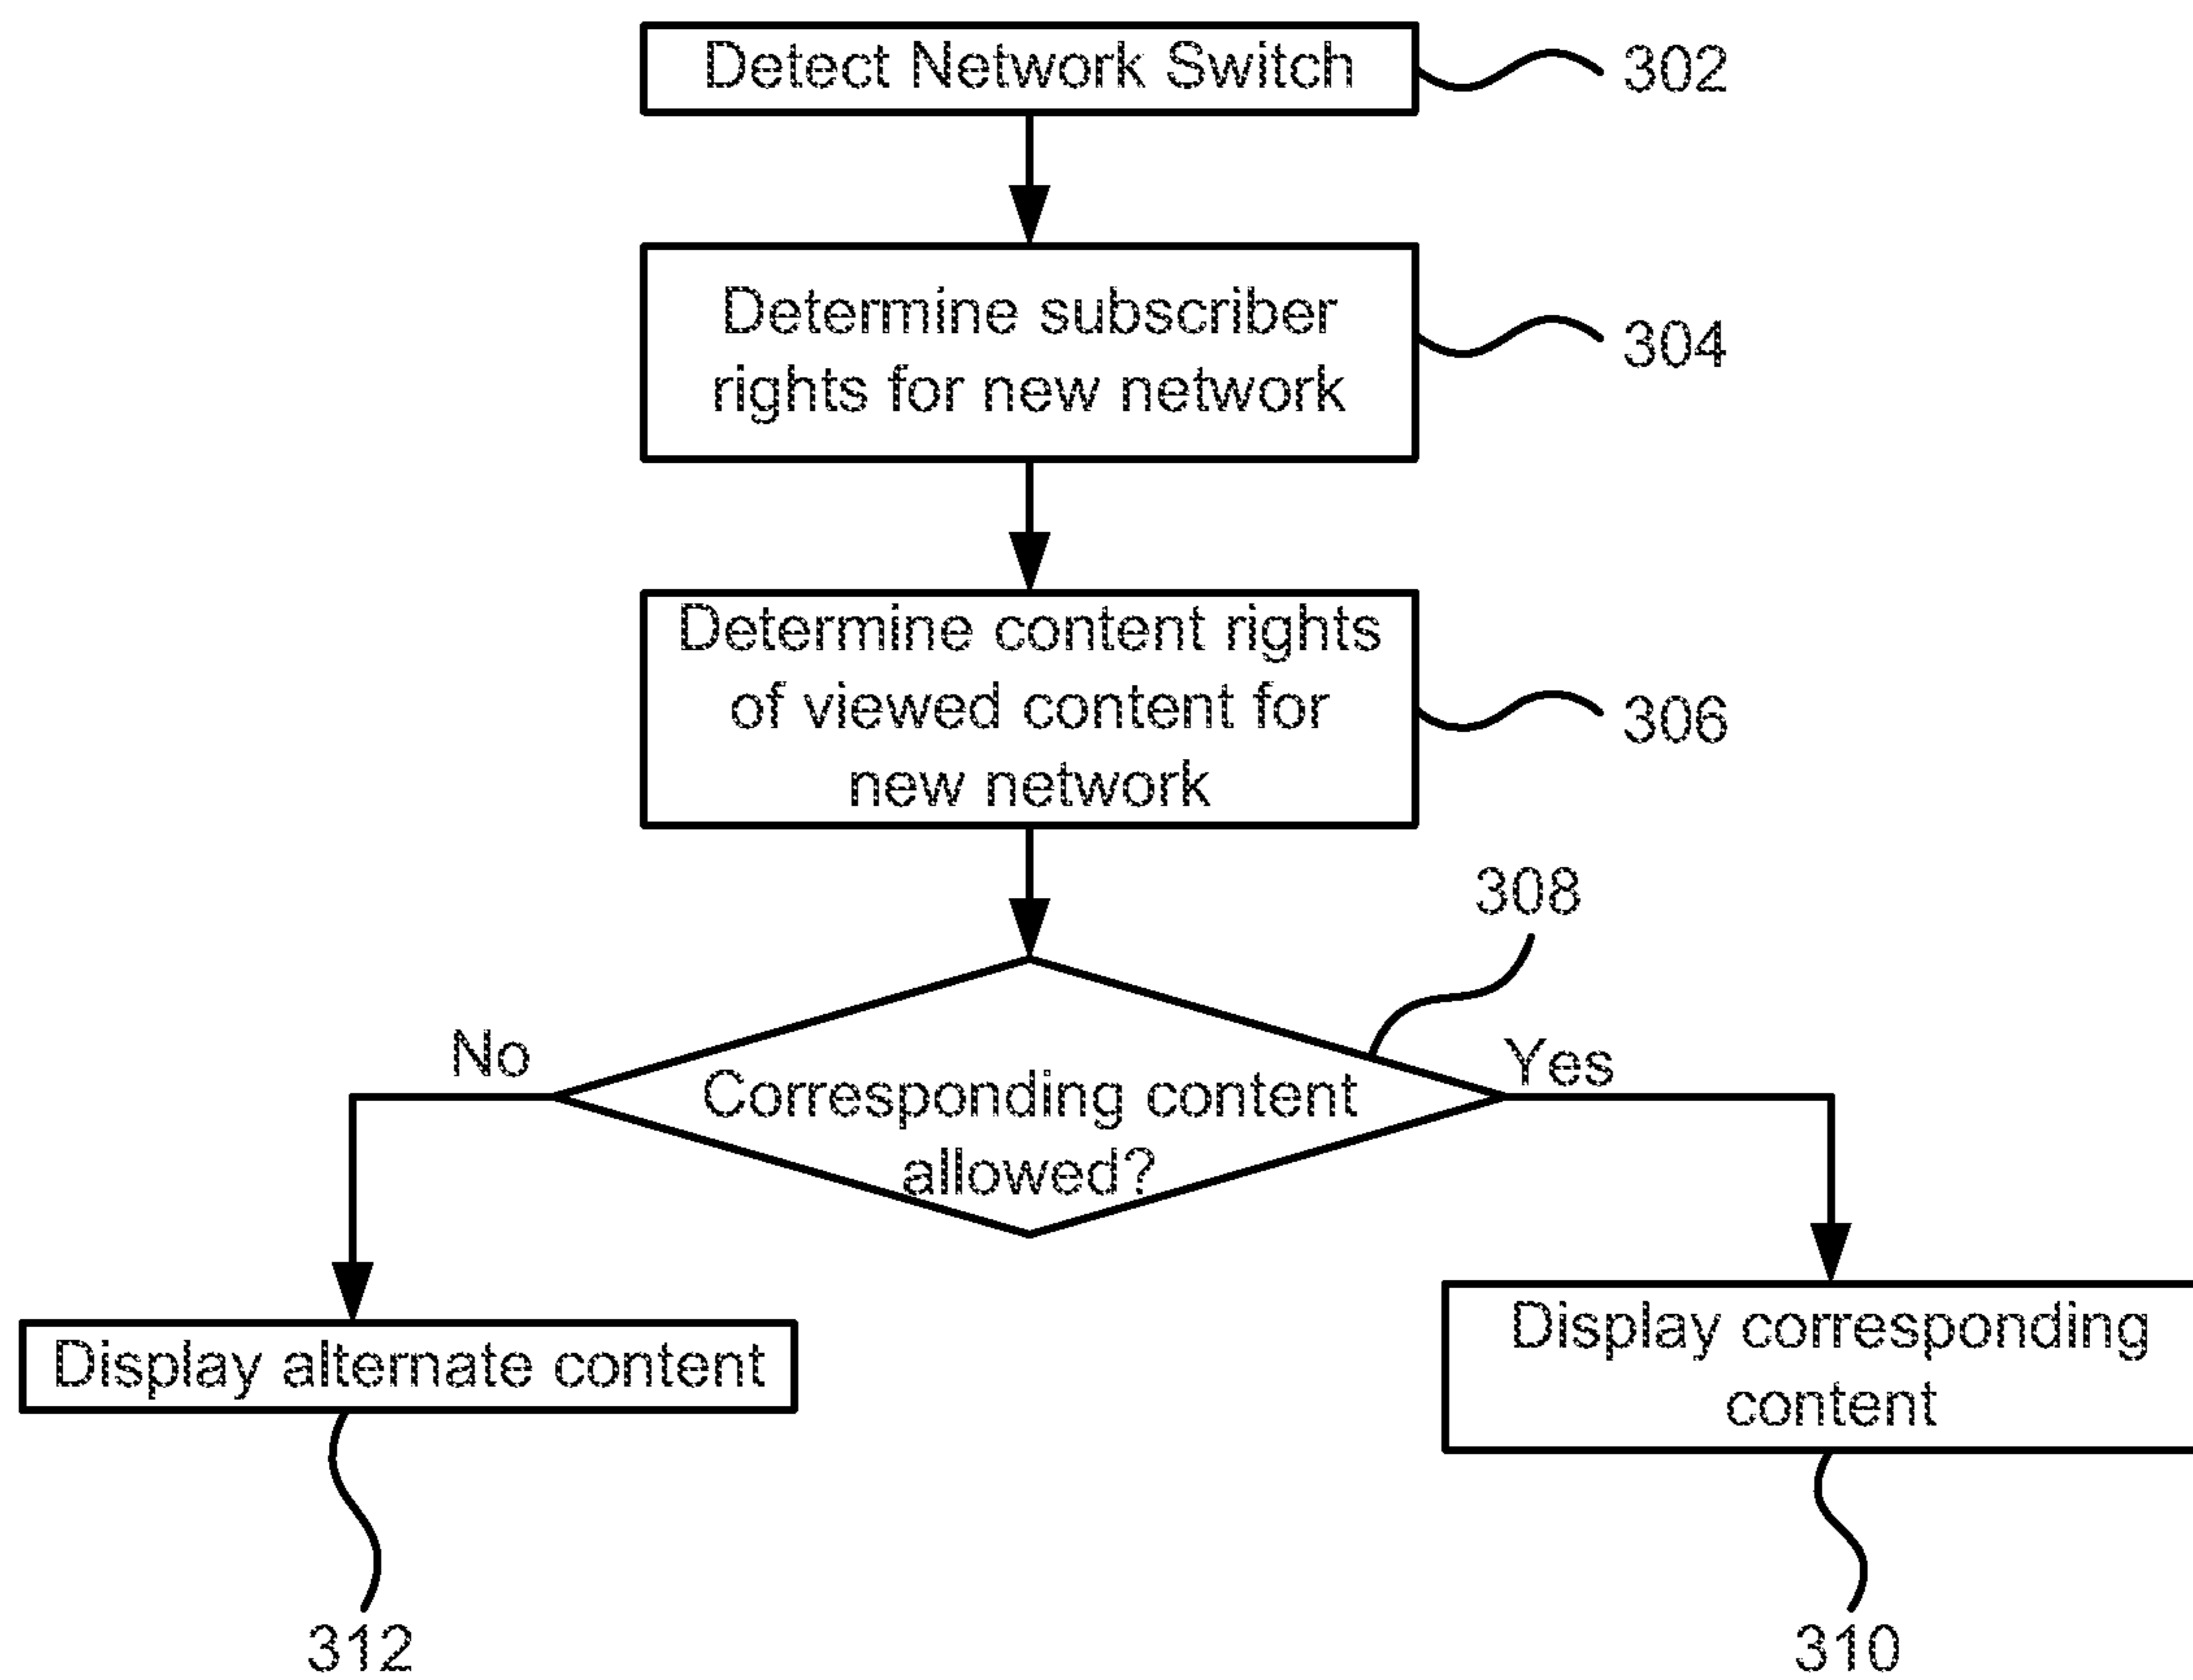 Detect Network Switch
302
Determine subscriber
rights for new network
304
Determine content rights
of viewed content for
new network
306
308
No
Yes
Corresponding content
allowed?
Display alternate content
Display corresponding
content
312
310